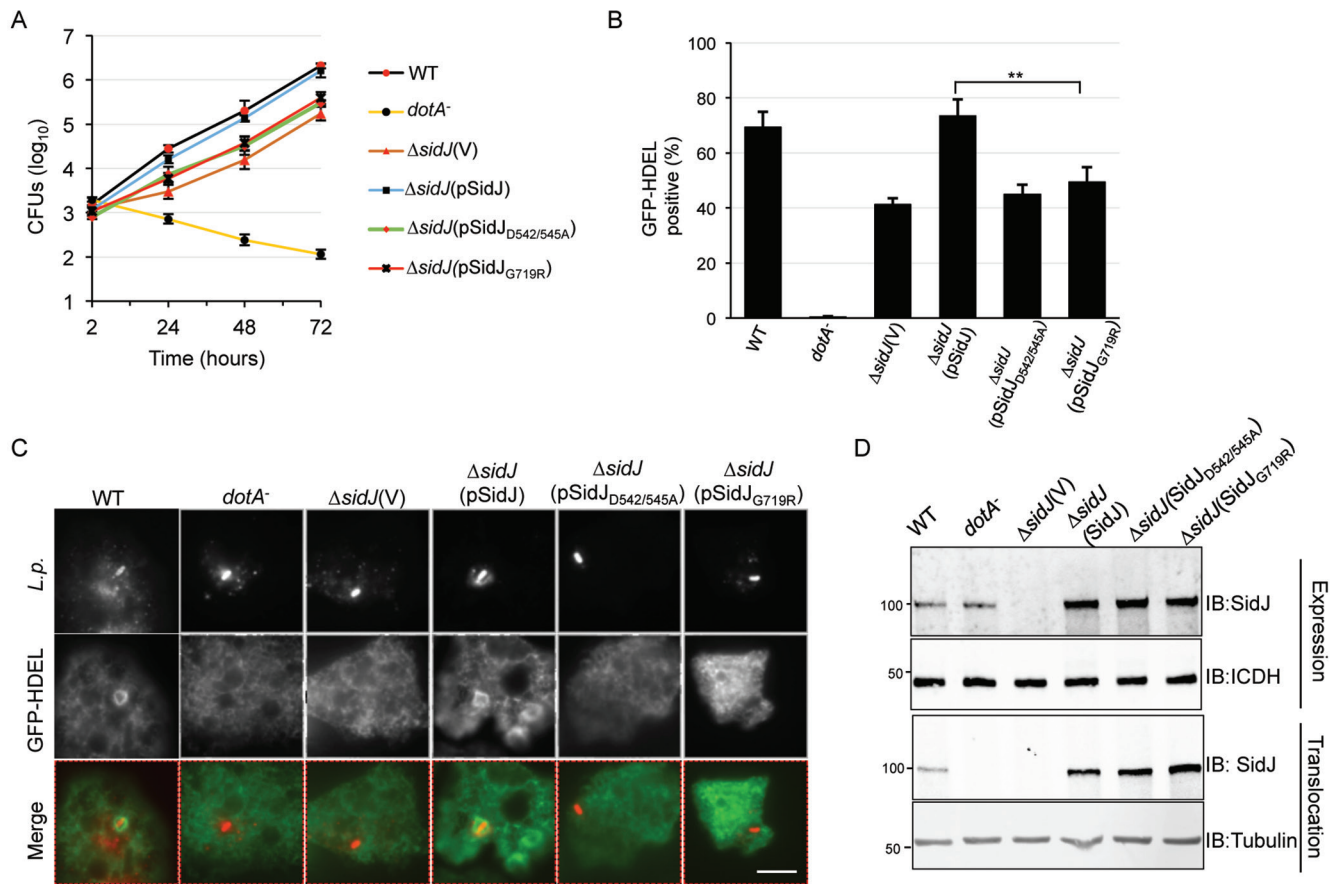 A
7
6
5
4
3
2
1
CFUs (log10)
2 24 48 72
Time (hours)
WT
dotA-
ΔsidJ(V)
ΔsidJ(pSidJ)
ΔsidJ(pSidJD542/545A)
ΔsidJ(pSidJG719R)
B
100
80
60
40
20
0
GFP-HDEL
positive (%)
**
WT
dotA-
ΔsidJ(V)
ΔsidJ
(pSidJ)
ΔsidJ
(pSidJD542/545A)
ΔsidJ
(pSidJG719R)
C
WT
dotA-
ΔsidJ(V)
ΔsidJ
(pSidJ)
ΔsidJ
(pSidJD542/545A)
ΔsidJ
(pSidJG719R)
L.p.
GFP-HDEL
Merge
D
WT
dotA-
ΔsidJ(V)
ΔsidJ
(SidJ)
ΔsidJ(SidJD542/545A)
ΔsidJ(SidJG719R)
100
IB:SidJ
50
IB:ICDH
Expression
100
IB: SidJ
50
IB:Tubulin
Translocation